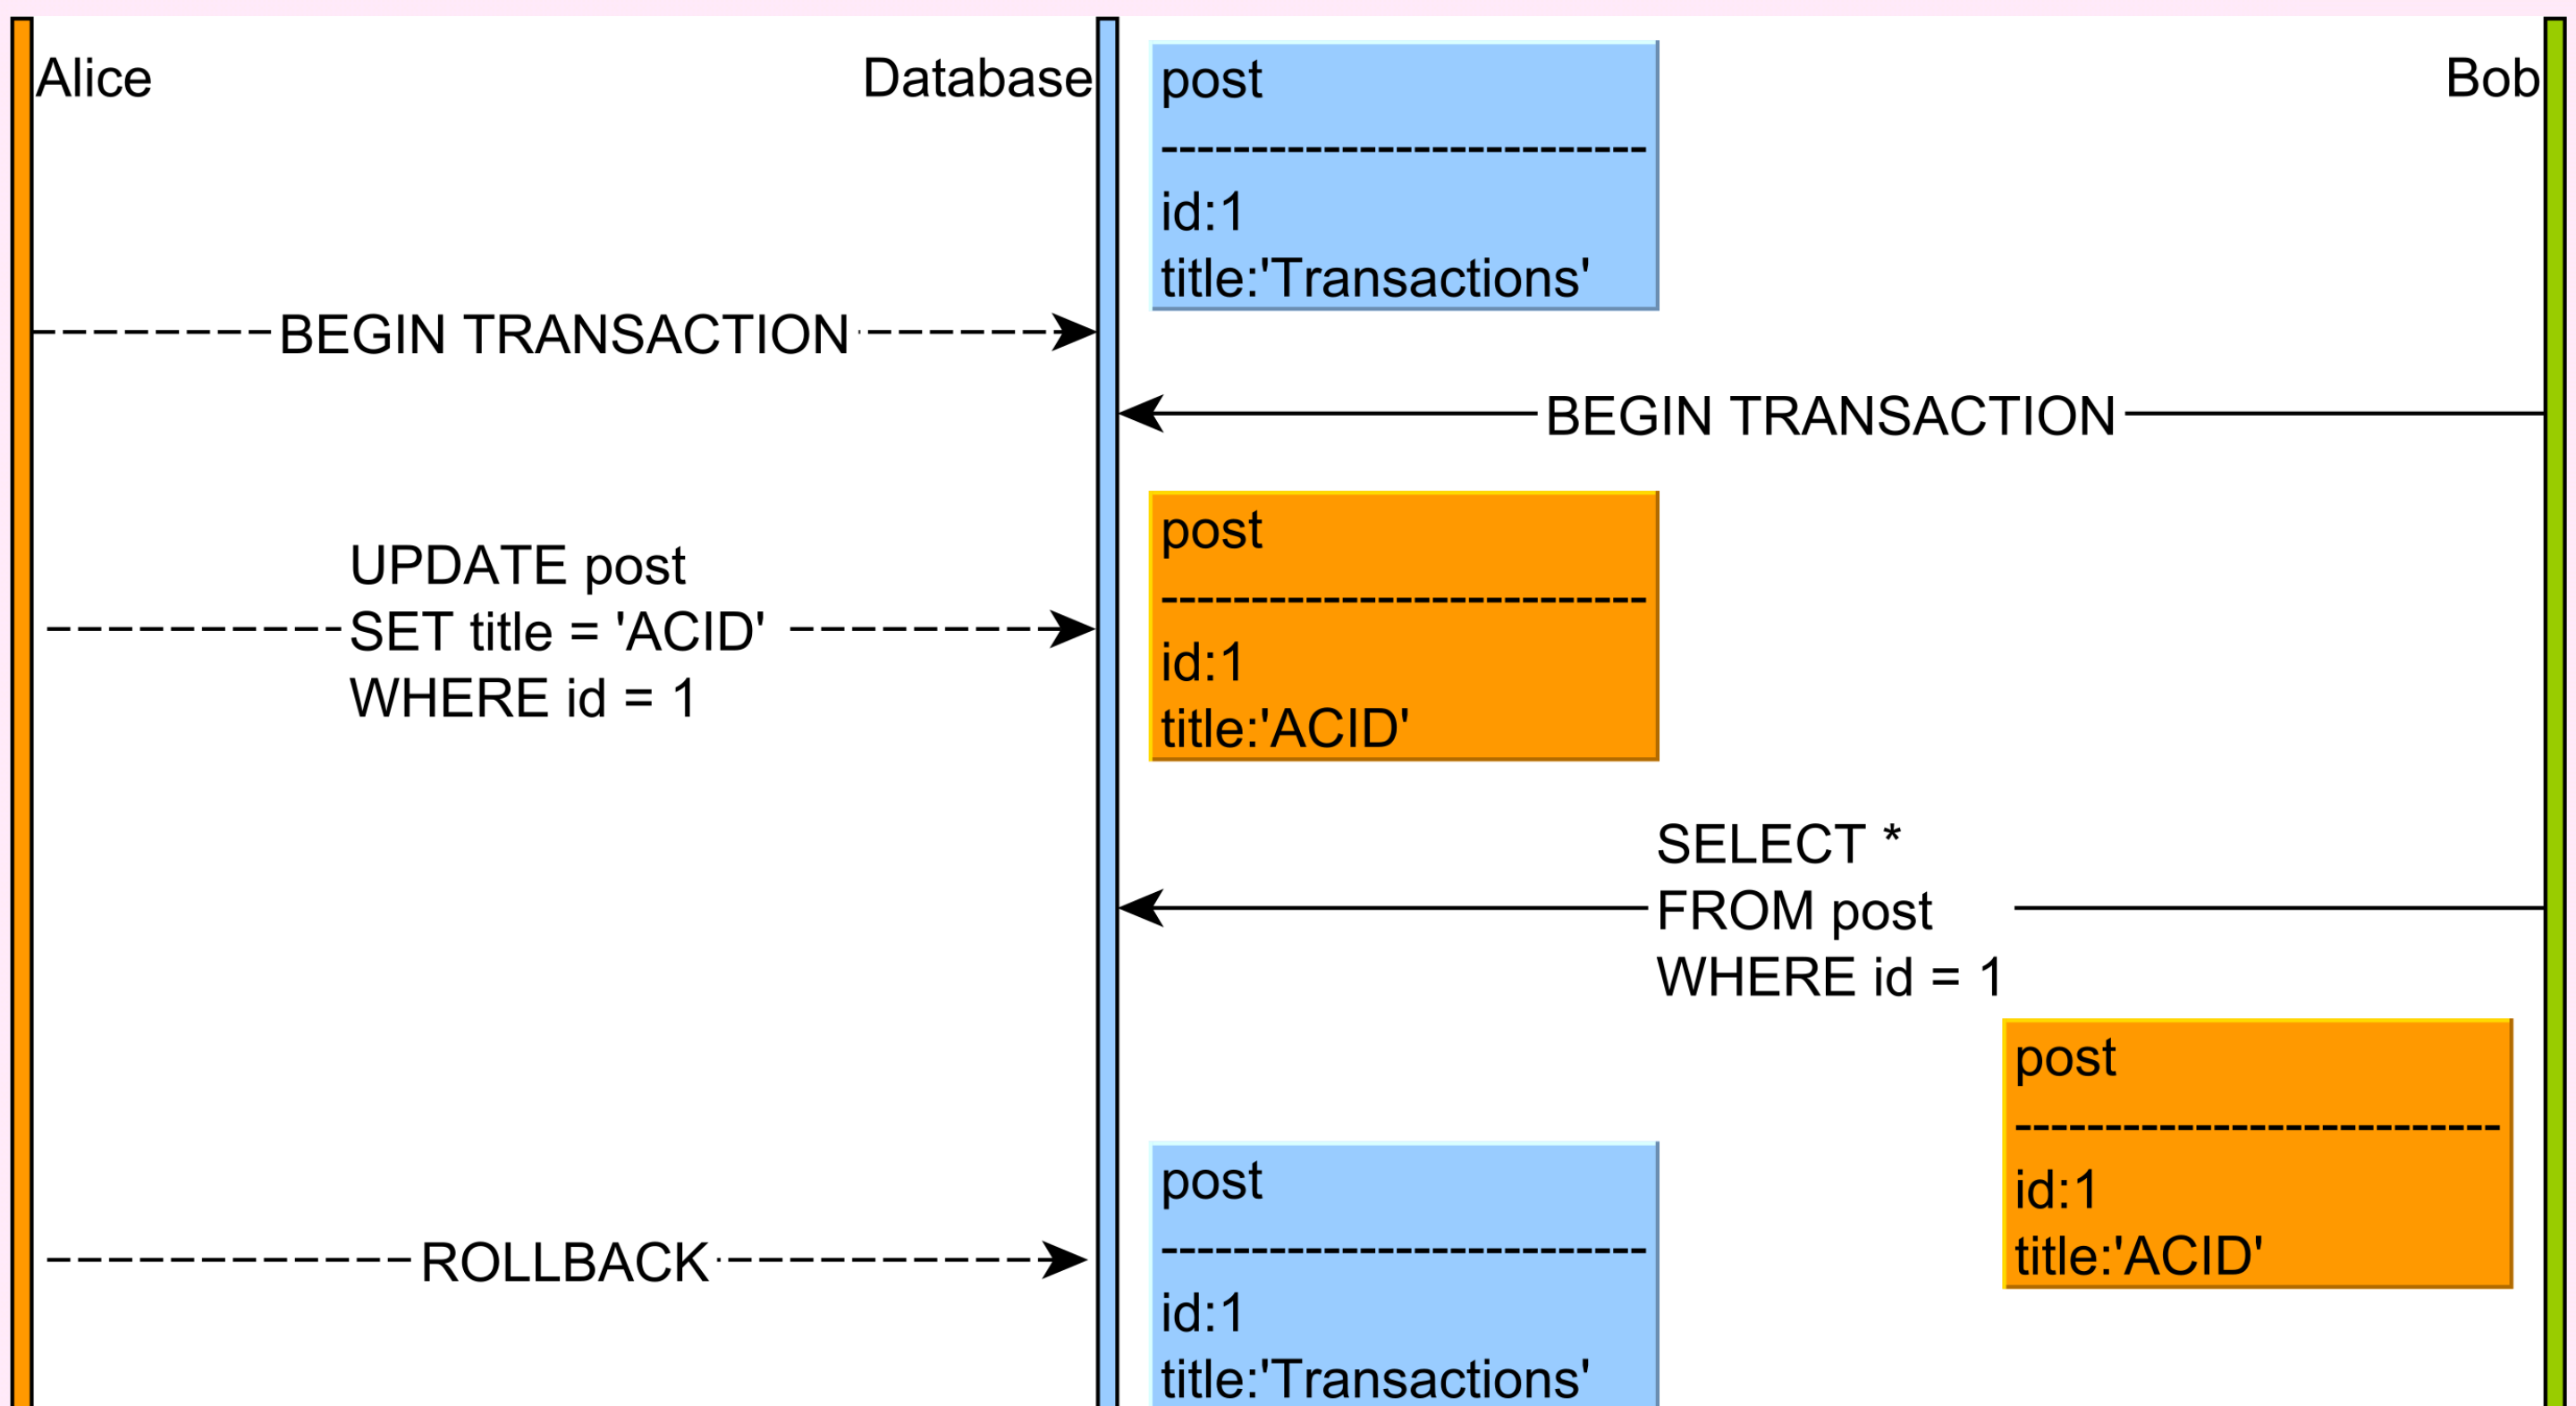 Alice
Database
Bob
post
---------------------------
id:1
title:'Transactions'
BEGIN TRANSACTION
BEGIN TRANSACTION
UPDATE post
SET title = 'ACID'
WHERE id = 1
post
---------------------------
id:1
title:'ACID'
SELECT *
FROM post
WHERE id = 1
post
---------------------------
id:1
title:'ACID'
ROLLBACK
post
---------------------------
id:1
title:'Transactions'